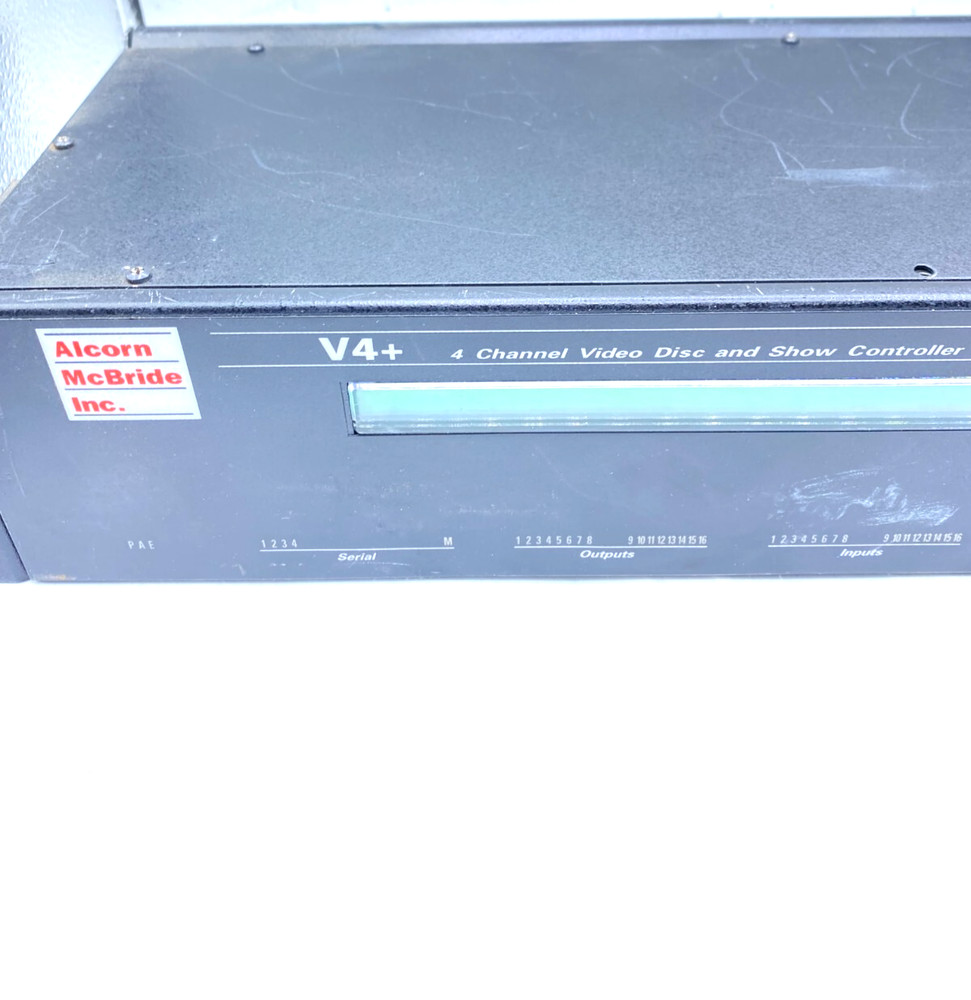 Alcorn
McBride
Inc.
V4+ 4 Channel Video Disc and Show Controller
P A E
1 2 3 4 M
Serial
1 2 3 4 5 6 7 8 9 10 11 12 13 14 15 16
Outputs
1 2 3 4 5 6 7 8 9 10 11 12 13 14 15 16
Inputs